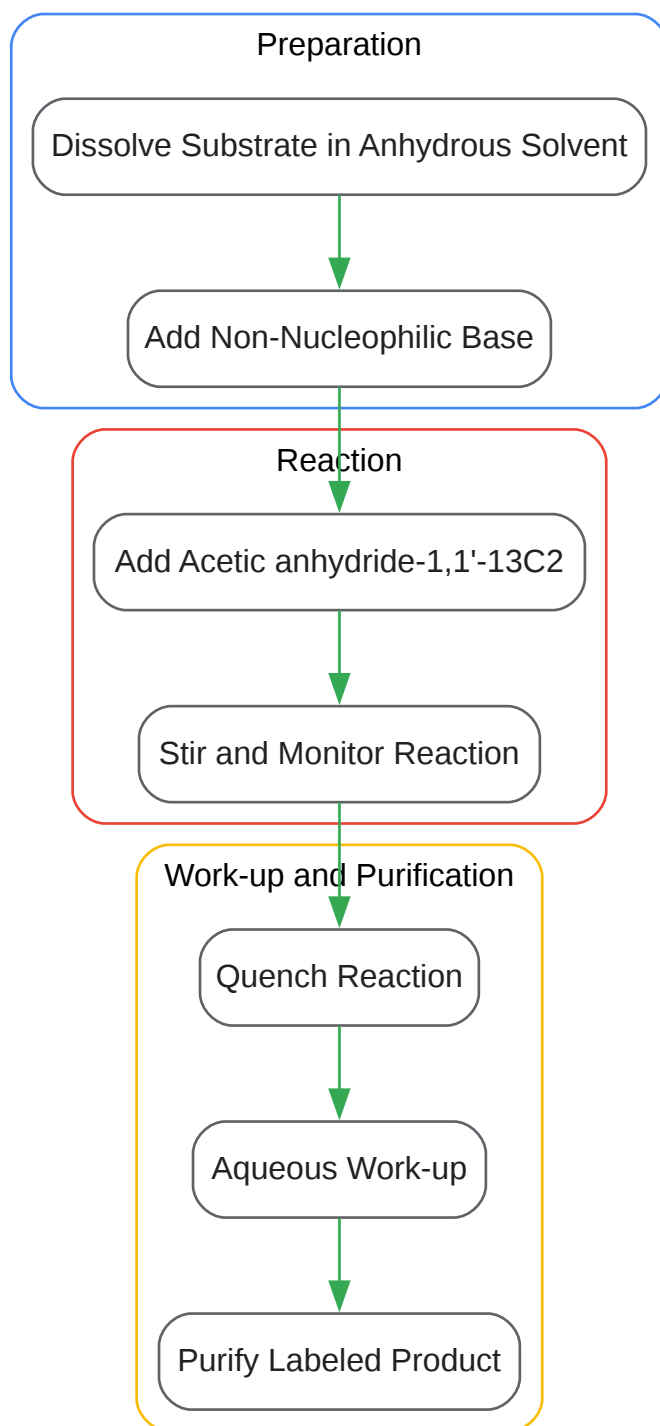 Preparation
Dissolve Substrate in Anhydrous Solvent
Add Non-Nucleophilic Base
Reaction
Add Acetic anhydride-1,1'-13C2
Stir and Monitor Reaction
Work-up and Purification
Quench Reaction
Aqueous Work-up
Purify Labeled Product